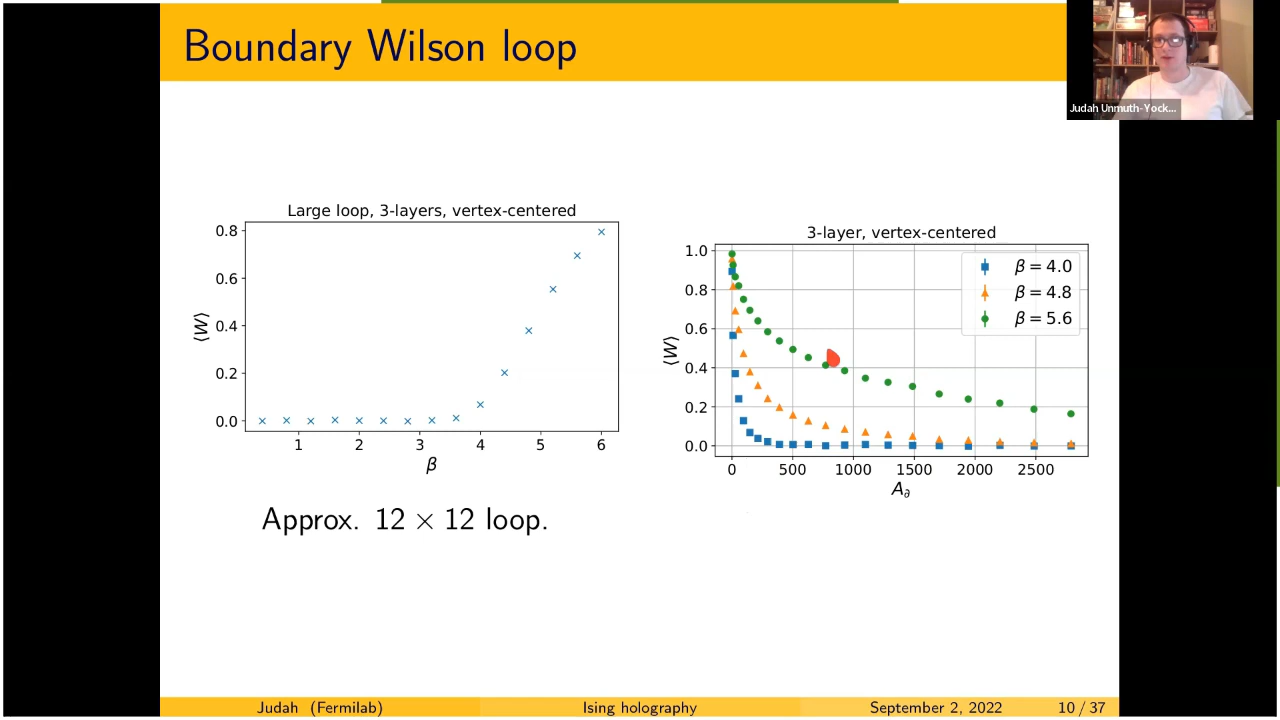 Boundary Wilson loop
Judah Unmuth-Yock...
Large loop, 3-layers, vertex-centered
0.8
0.6
0.4
0.2
0.0
⟨W⟩
1 2 3 4 5 6
β
Approx. 12 × 12 loop.
3-layer, vertex-centered
1.0
0.8
0.6
0.4
0.2
0.0
⟨W⟩
β = 4.0
β = 4.8
β = 5.6
0 500 1000 1500 2000 2500
A∂
Judah (Fermilab) Ising holography September 2, 2022 10 / 37